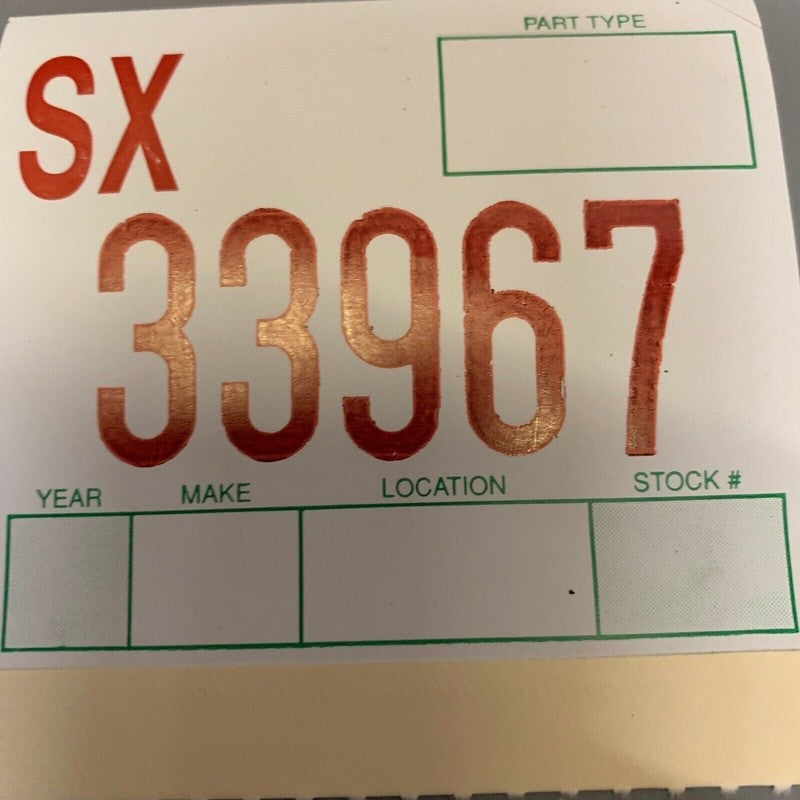 PART TYPE
SX
33967
YEAR MAKE LOCATION STOCK #